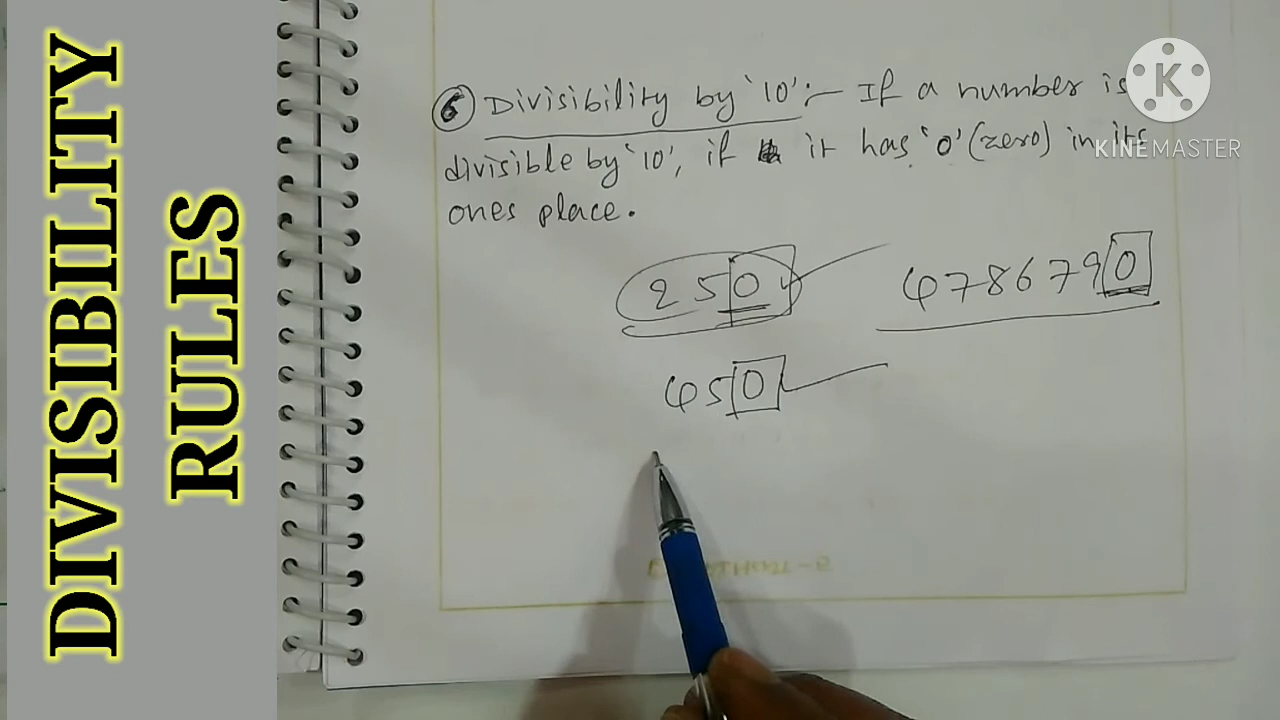 DIVISIBILITY
RULES
K
KINEMASTER
6 Divisibility by '10' :- If a number is
divisible by '10', if it has '0' (zero) in its
ones place.
250
4786790
450